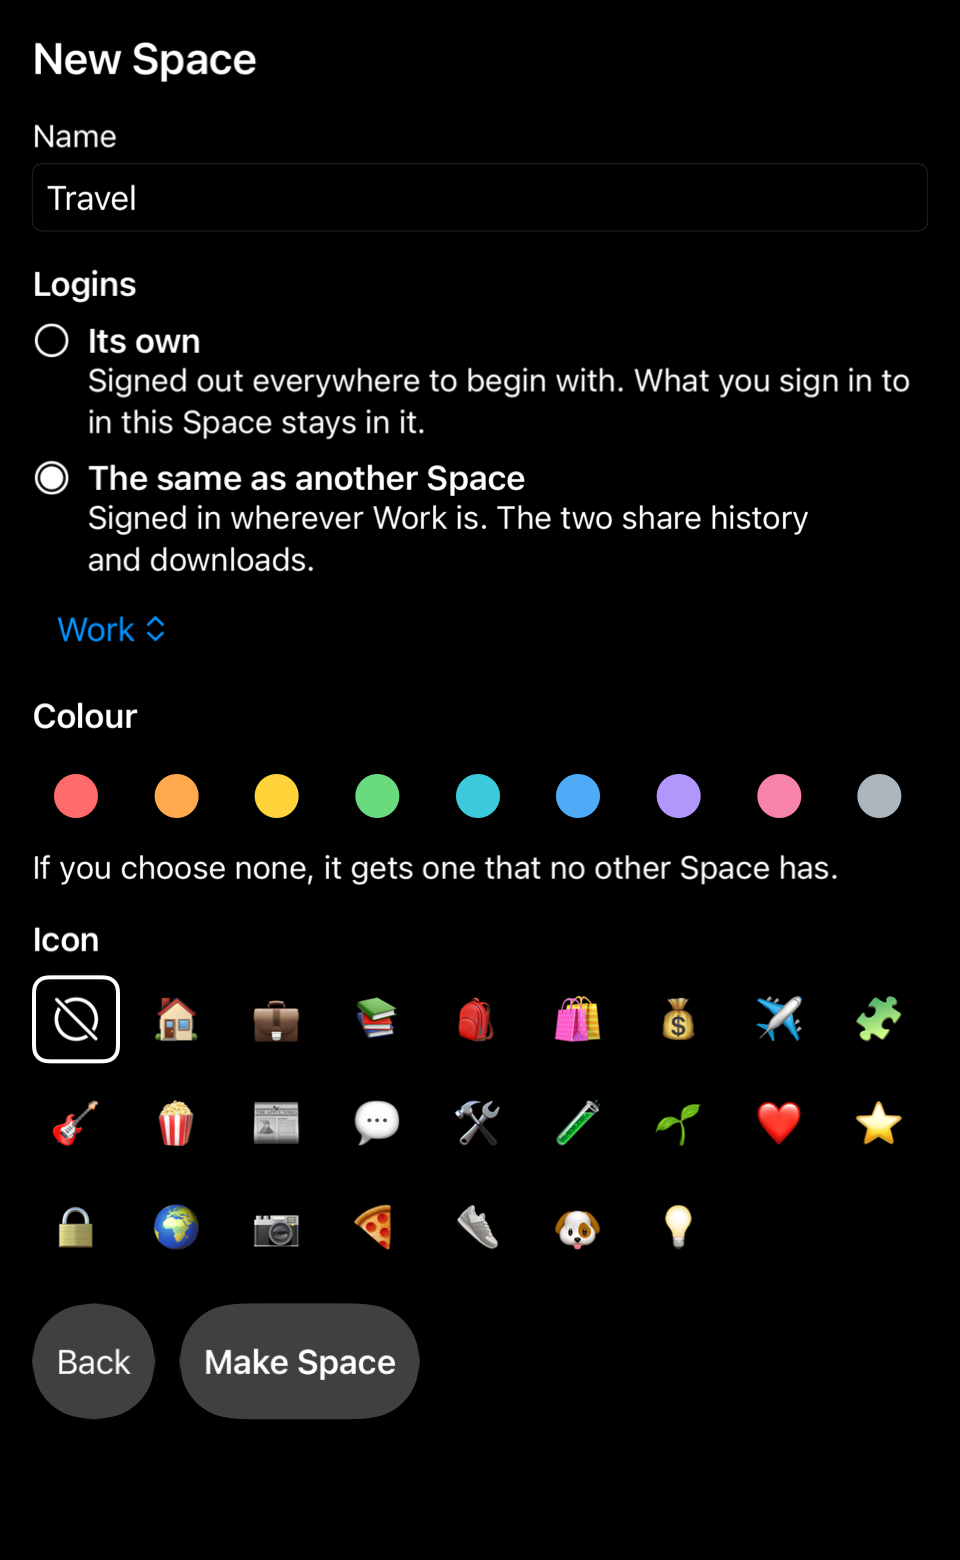 New Space
Name
Travel
Logins
Its own
Signed out everywhere to begin with. What you sign in to
in this Space stays in it.
The same as another Space
Signed in wherever Work is. The two share history
and downloads.
Work
Colour
If you choose none, it gets one that no other Space has.
Icon
Back
Make Space